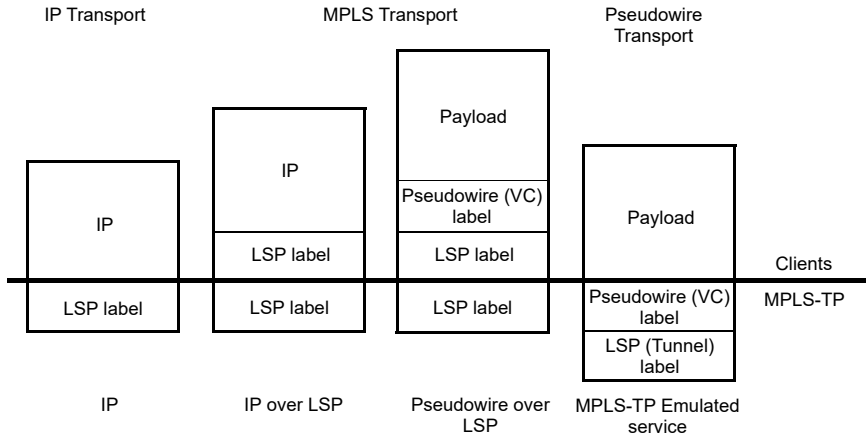 IP Transport
MPLS Transport
Pseudowire
Transport
IP
LSP label
IP
LSP label
LSP label
Payload
Pseudowire (VC)
label
LSP label
LSP label
Payload
Pseudowire (VC)
label
LSP (Tunnel)
label
Clients
MPLS-TP
IP
IP over LSP
Pseudowire over
LSP
MPLS-TP Emulated
service